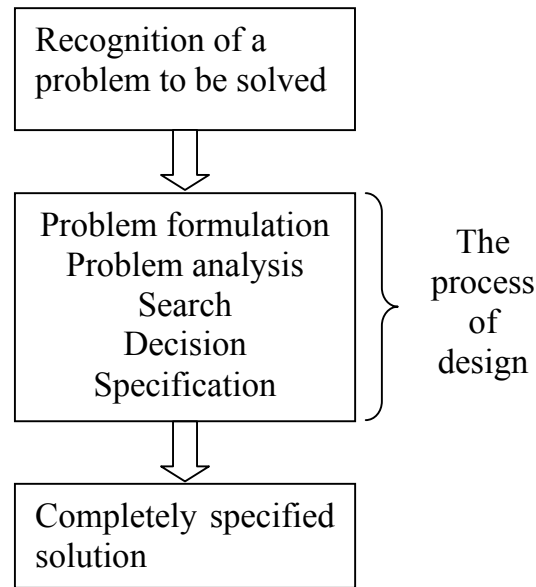 Recognition of a
problem to be solved
Problem formulation
Problem analysis
Search
Decision
Specification
The
process
of
design
Completely specified
solution